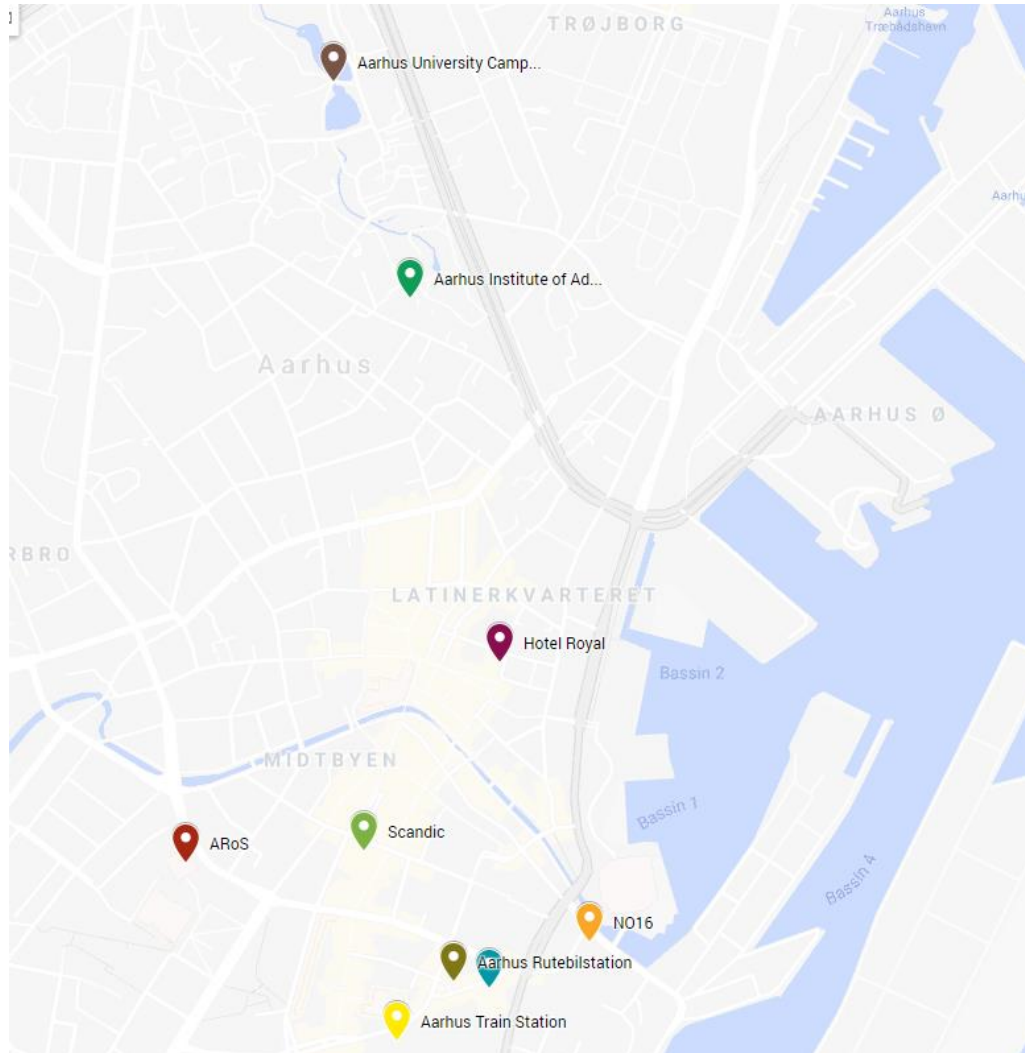 TRØJBORG
Aarhus
Træbådshavn
Aarhus University Camp...
Aarhu
Aarhus Institute of Ad...
Aarhus
AARHUS Ø
RBRO
LATINERKVARTERET
Hotel Royal
Bassin 2
MIDTBYEN
Bassin 1
Scandic
ARoS
Bassin 4
NO16
Aarhus Rutebilstation
Aarhus Train Station